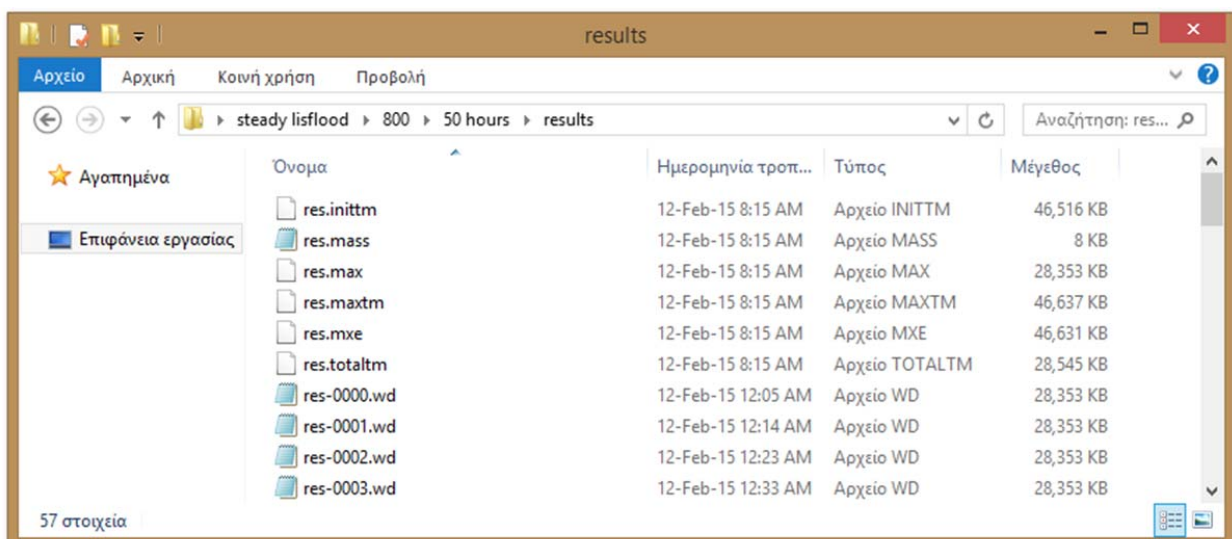 results
Αρχείο Αρχική Κοινή χρήση Προβολή
steady lisflood 800 50 hours results Αναζήτηση: res...
Αγαπημένα
Επιφάνεια εργασίας
Όνομα Ημερομηνία τροπ... Τύπος Μέγεθος
res.inittm 12-Feb-15 8:15 AM Αρχείο INITTM 46,516 KB
res.mass 12-Feb-15 8:15 AM Αρχείο MASS 8 KB
res.max 12-Feb-15 8:15 AM Αρχείο MAX 28,353 KB
res.maxtm 12-Feb-15 8:15 AM Αρχείο MAXTM 46,637 KB
res.mxe 12-Feb-15 8:15 AM Αρχείο MXE 46,631 KB
res.totaltm 12-Feb-15 8:15 AM Αρχείο TOTALTM 28,545 KB
res-0000.wd 12-Feb-15 12:05 AM Αρχείο WD 28,353 KB
res-0001.wd 12-Feb-15 12:14 AM Αρχείο WD 28,353 KB
res-0002.wd 12-Feb-15 12:23 AM Αρχείο WD 28,353 KB
res-0003.wd 12-Feb-15 12:33 AM Αρχείο WD 28,353 KB
57 στοιχεία